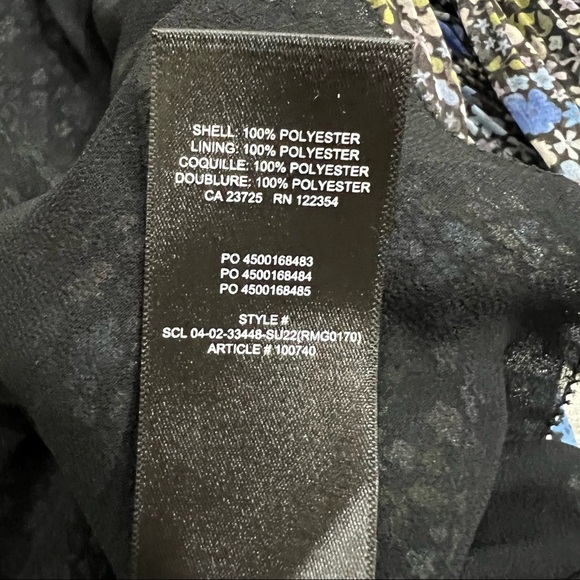 SHELL: 100% POLYESTER
LINING: 100% POLYESTER
COQUILLE: 100% POLYESTER
DOUBLURE: 100% POLYESTER
CA 23725 RN 122354
PO 4500168483
PO 4500168484
PO 4500168485
STYLE #
SCL 04-02-33448-SU22(RMG0170)
ARTICLE # 100740